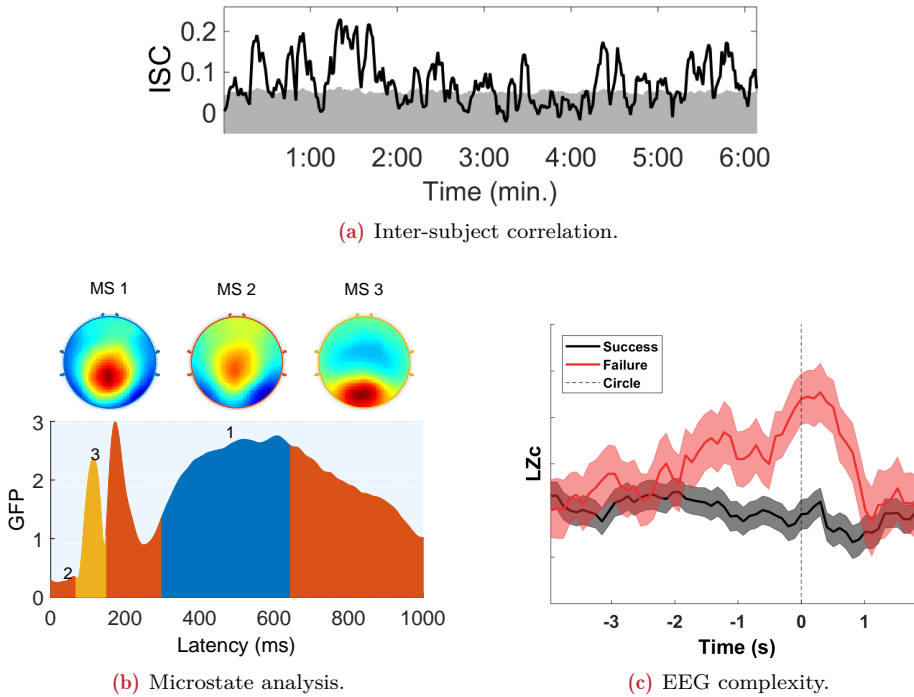 ISC
0.2
0.1
0
1:00 2:00 3:00 4:00 5:00 6:00
Time (min.)
(a) Inter-subject correlation.
MS 1 MS 2 MS 3
GFP
3
2
1
0
2
3
1
0 200 400 600 800 1000
Latency (ms)
(b) Microstate analysis.
Success
Failure
Circle
LZc
-3 -2 -1 0 1
Time (s)
(c) EEG complexity.